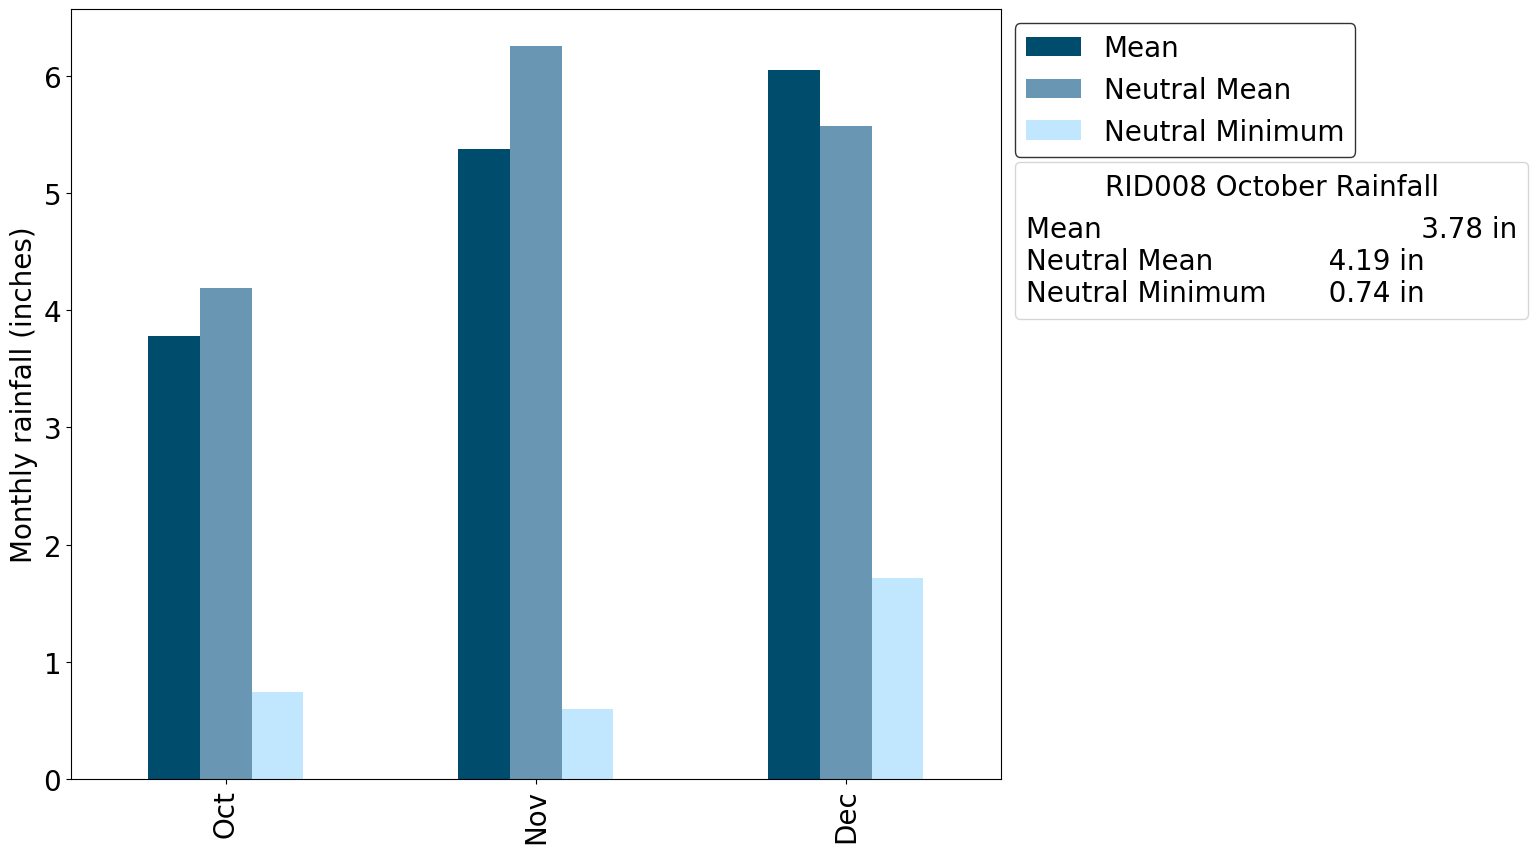 Monthly rainfall (inches)
6
5
4
3
2
1
0
Oct
Nov
Dec
Mean
Neutral Mean
Neutral Minimum
RID008 October Rainfall
Mean 3.78 in
Neutral Mean 4.19 in
Neutral Minimum 0.74 in